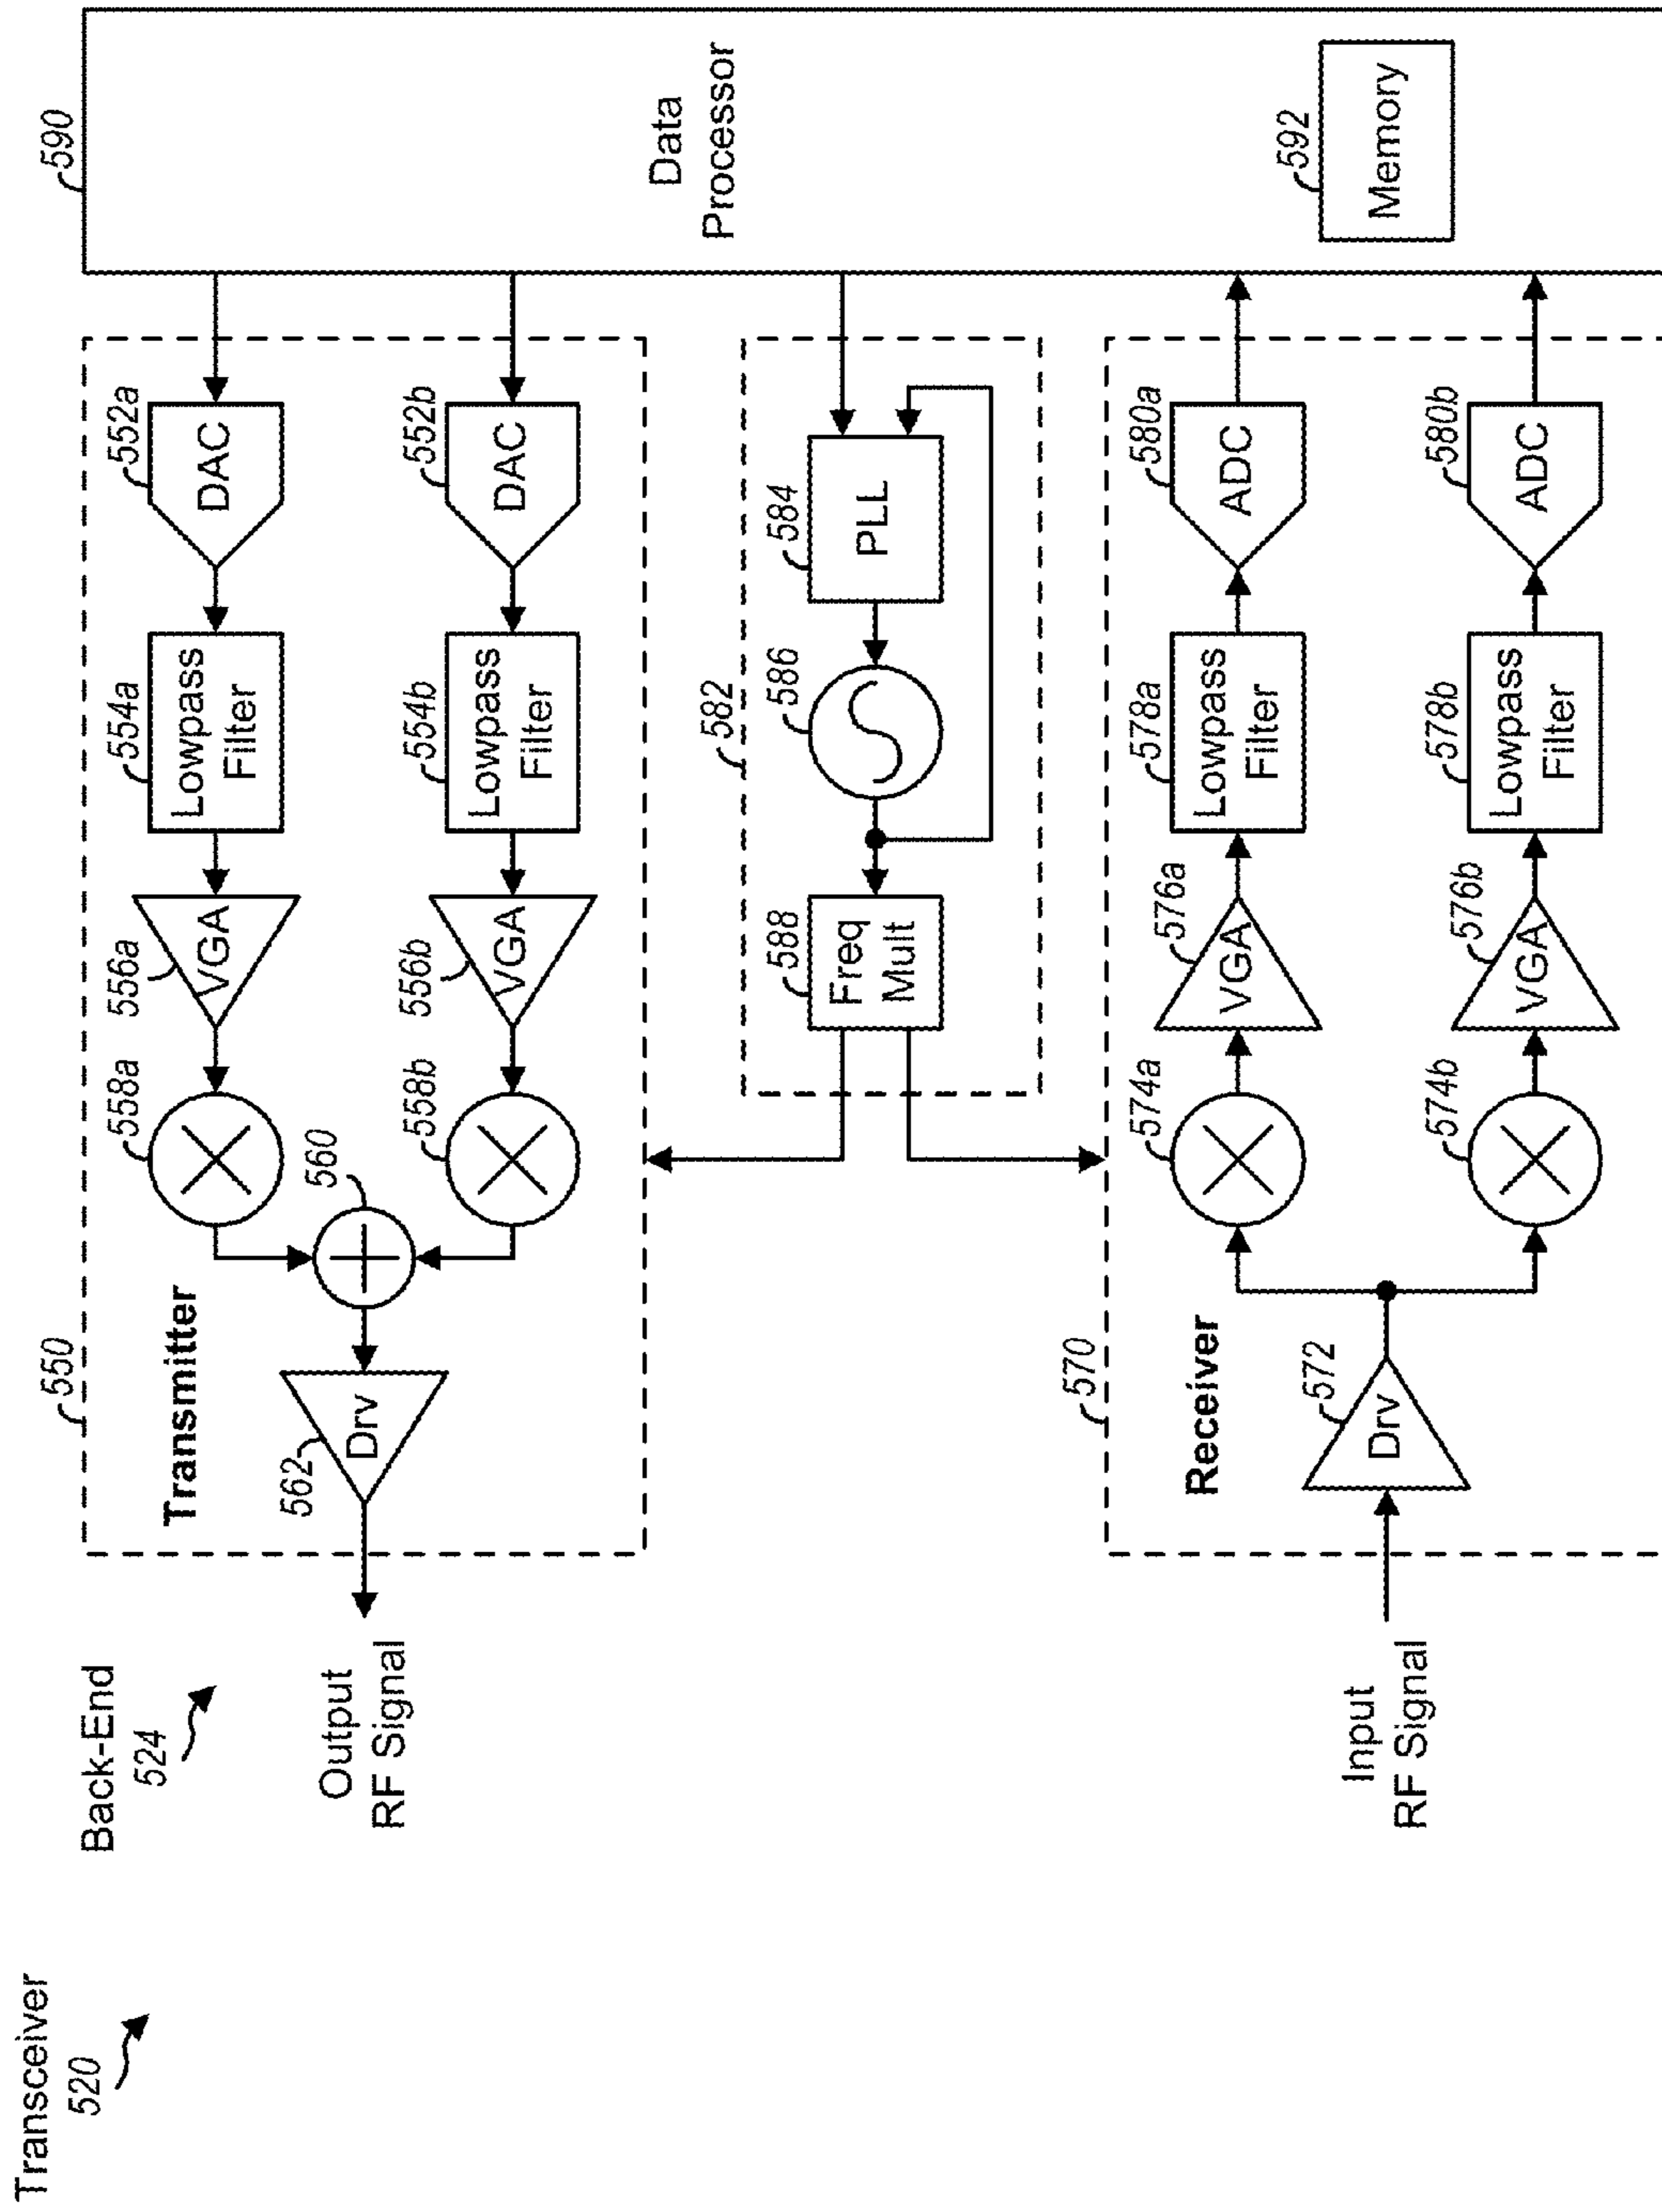 Transceiver
520
Back-End
524
550
Transmitter
Output
RF Signal
562
Drv
560
558a
558b
556a
VGA
556b
VGA
554a
Lowpass
Filter
554b
Lowpass
Filter
552a
DAC
552b
DAC
590
Data
Processor
592
Memory
582
588
Freq
Mult
586
584
PLL
570
Receiver
Input
RF Signal
572
Drv
574a
574b
576a
VGA
576b
VGA
578a
Lowpass
Filter
578b
Lowpass
Filter
580a
ADC
580b
ADC